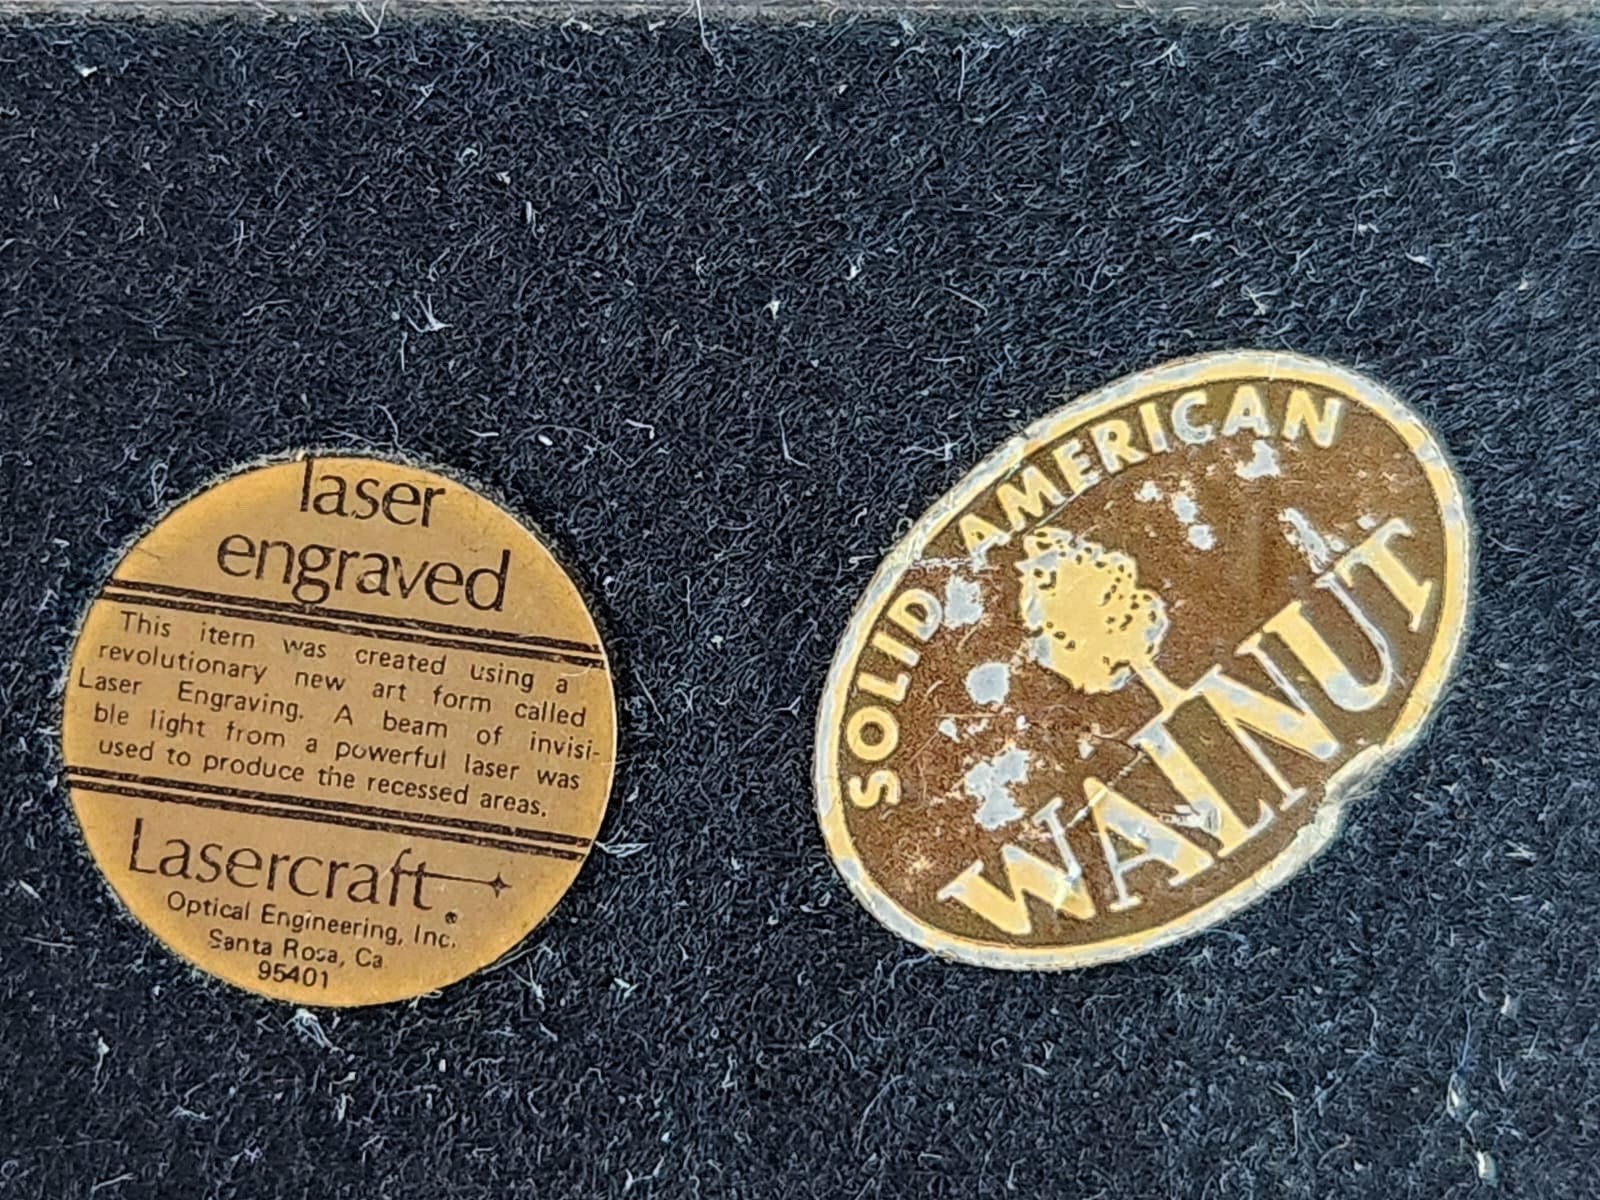 laser
engraved
This item was created using a
revolutionary new art form called
Laser Engraving. A beam of invisi-
ble light from a powerful laser was
used to produce the recessed areas.
Lasercraft®
Optical Engineering, Inc.
Santa Rosa, Ca.
95401
SOLID AMERICAN
WALNUT